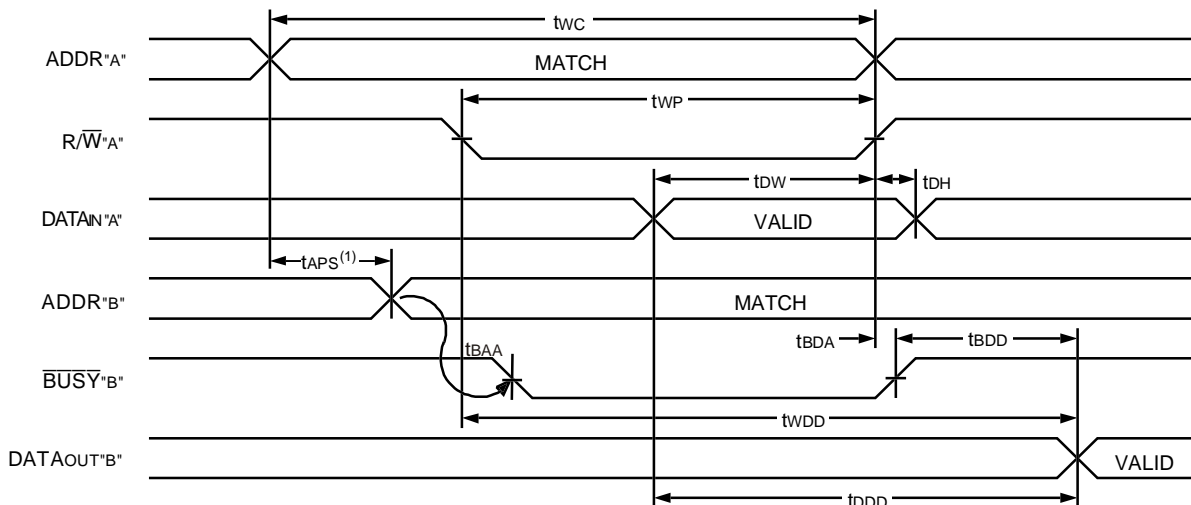 tWC
ADDR"A"
MATCH
tWP
R/W̅"A"
tDW
tDH
DATAIN"A"
VALID
tAPS(1)
ADDR"B"
MATCH
tBAA
tBDA
tBDD
B̅U̅S̅Y̅"B"
tWDD
DATAOUT"B"
VALID
tDDD